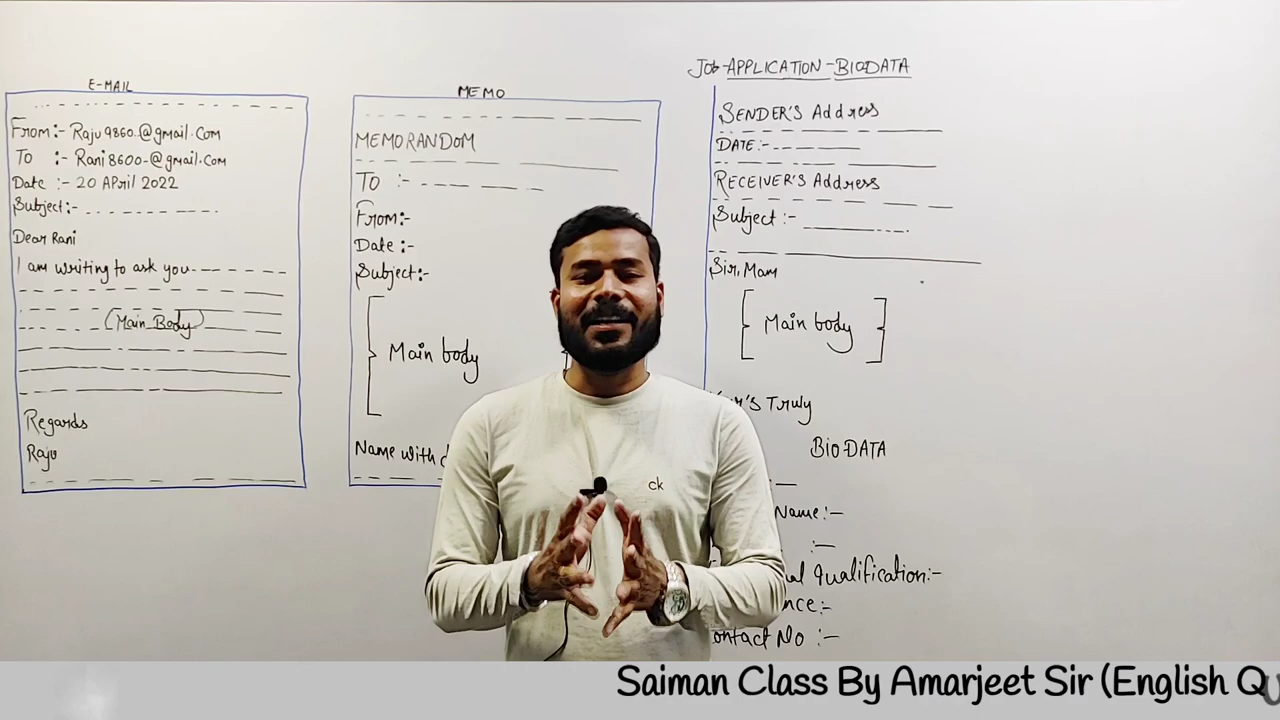 E-MAIL
From:- Raju9860.@gmail.com
To :- Rani8600-@gmail.com
Date :- 20 APril 2022
Subject:-
Dear Rani
I am writing to ask you
(Main Body)
Regards
Raju
MEMO
MEMORANDOM
TO :-
From:-
Date :-
Subject:-
Main body
Name with
Job-APPLICATION-BIODATA
SENDER'S Address
DATE:-
RECEIVER'S Address
Subject :-
Sir, Mam
[Main body]
Truly
BIODATA
Name:-
:-
Qualification:-
:-
ontact No :-
ck
Saiman Class By Amarjeet Sir (English Qu